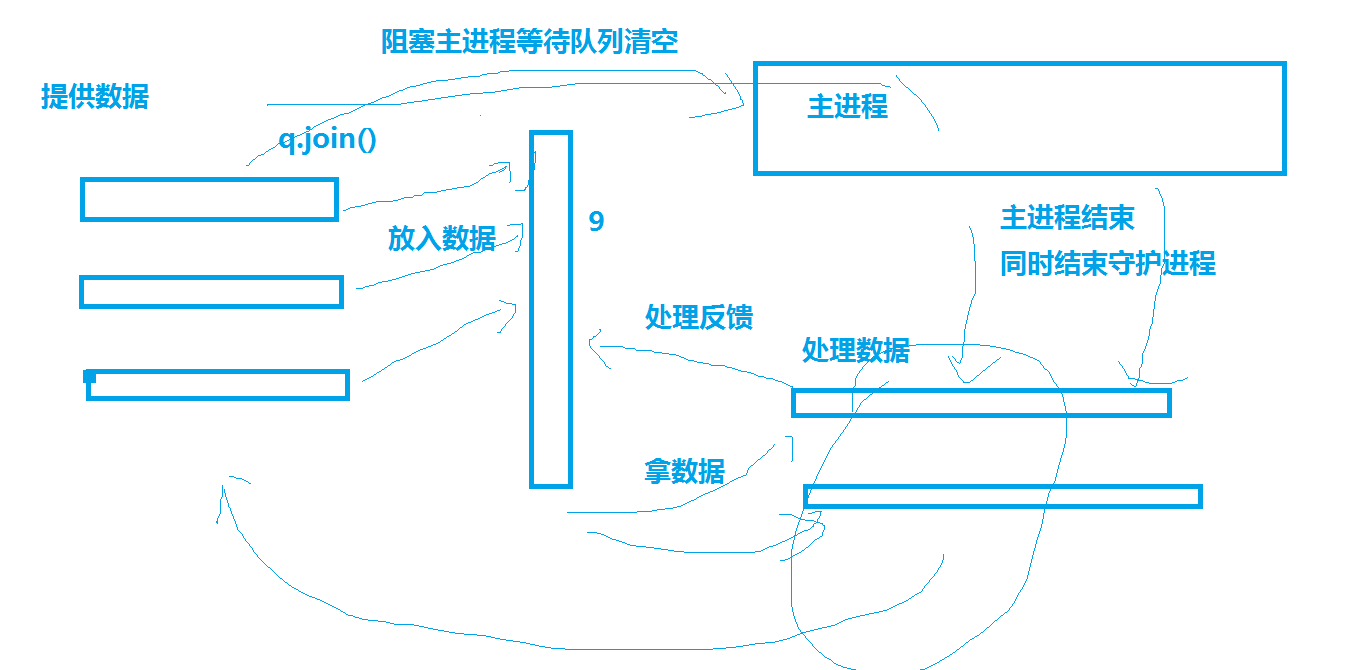 阻塞主进程等待队列清空
提供数据
主进程
q.join()
放入数据
9
主进程结束
同时结束守护进程
处理反馈
处理数据
拿数据